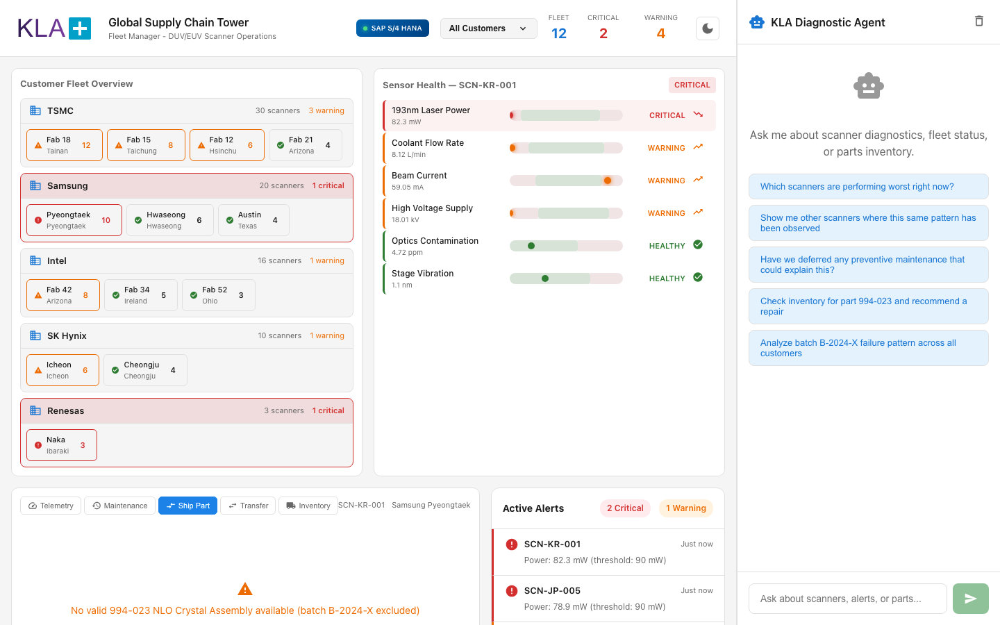 KLA
Global Supply Chain Tower
Fleet Manager - DUV/EUV Scanner Operations
SAP S/4 HANA
All Customers
FLEET
12
CRITICAL
2
WARNING
4
Customer Fleet Overview
TSMC
30 scanners 3 warning
Fab 18
Tainan
12
Fab 15
Taichung
8
Fab 12
Hsinchu
6
Fab 21
Arizona
4
Samsung
20 scanners 1 critical
Pyeongtaek
Pyeongtaek
10
Hwaseong
Hwaseong
6
Austin
Texas
4
Intel
16 scanners 1 warning
Fab 42
Arizona
8
Fab 34
Ireland
5
Fab 52
Ohio
3
SK Hynix
10 scanners 1 warning
Icheon
Icheon
6
Cheongju
Cheongju
4
Renesas
3 scanners 1 critical
Naka
Ibaraki
3
Sensor Health — SCN-KR-001
CRITICAL
193nm Laser Power
82.3 mW
CRITICAL
Coolant Flow Rate
8.12 L/min
WARNING
Beam Current
59.05 mA
WARNING
High Voltage Supply
18.01 kV
WARNING
Optics Contamination
4.72 ppm
HEALTHY
Stage Vibration
1.1 nm
HEALTHY
Telemetry
Maintenance
Ship Part
Transfer
Inventory
SCN-KR-001 Samsung Pyeongtaek
No valid 994-023 NLO Crystal Assembly available (batch B-2024-X excluded)
Active Alerts
2 Critical
1 Warning
SCN-KR-001
Just now
Power: 82.3 mW (threshold: 90 mW)
SCN-JP-005
Just now
Power: 78.9 mW (threshold: 90 mW)
KLA Diagnostic Agent
Ask me about scanner diagnostics, fleet status,
or parts inventory.
Which scanners are performing worst right now?
Show me other scanners where this same pattern has
been observed
Have we deferred any preventive maintenance that
could explain this?
Check inventory for part 994-023 and recommend a
repair
Analyze batch B-2024-X failure pattern across all
customers
Ask about scanners, alerts, or parts...